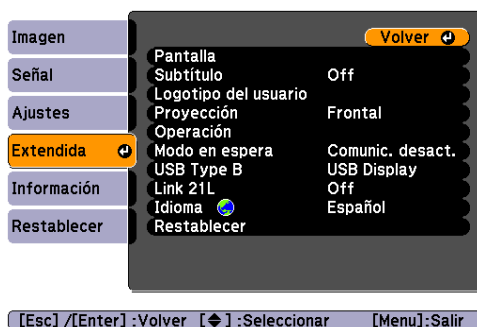 Imagen
Señal
Ajustes
Extendida
Información
Restablecer
Volver
Pantalla
Subtítulo Off
Logotipo del usuario
Proyección Frontal
Operación
Modo en espera Comunic. desact.
USB Type B USB Display
Link 21L Off
Idioma Español
Restablecer
[Esc] /[Enter] :Volver [◆] :Seleccionar [Menu]:Salir